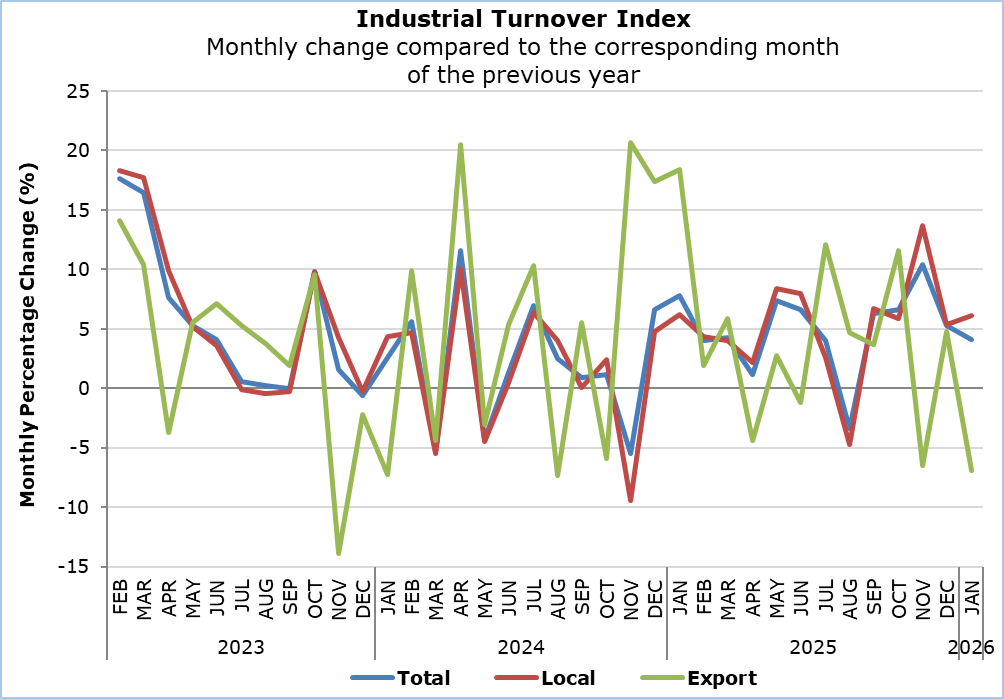 Industrial Turnover Index
Monthly change compared to the corresponding month
of the previous year
Monthly Percentage Change (%)
25
20
15
10
5
0
-5
-10
-15
FEB MAR APR MAY JUN JUL AUG SEP OCT NOV DEC JAN FEB MAR APR MAY JUN JUL AUG SEP OCT NOV DEC JAN FEB MAR APR MAY JUN JUL AUG SEP OCT NOV DEC JAN
2023 2024 2025 2026
Total Local Export